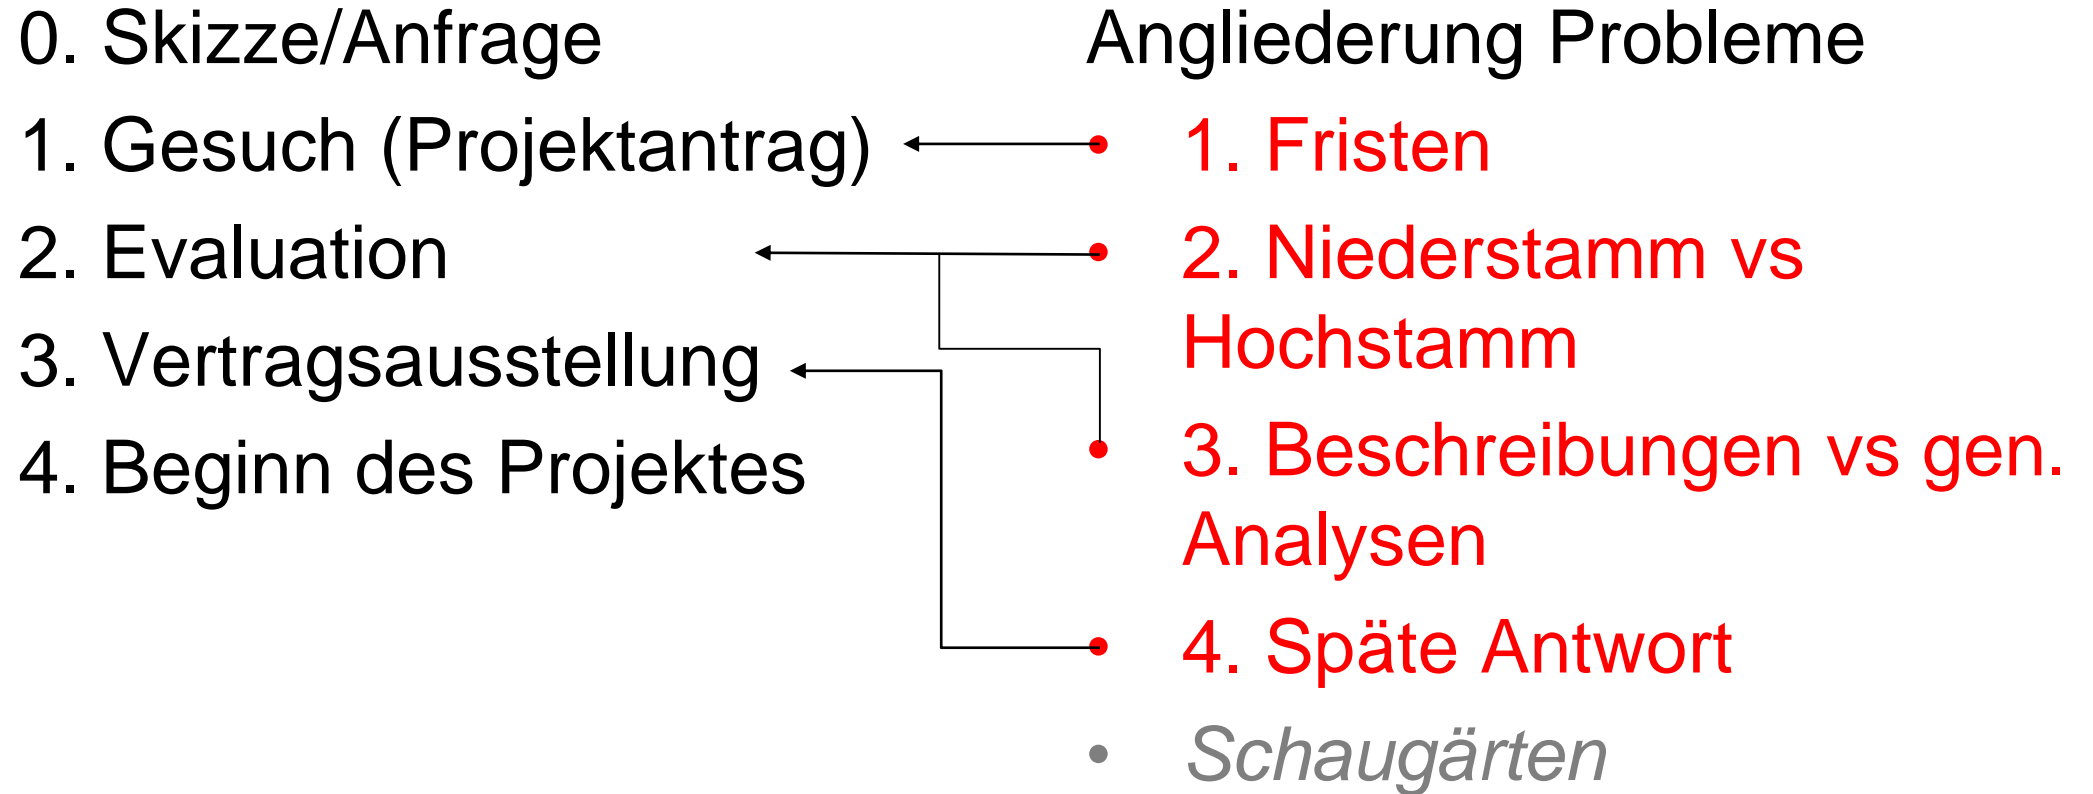 0. Skizze/Anfrage
1. Gesuch (Projektantrag)
2. Evaluation
3. Vertragsausstellung
4. Beginn des Projektes
Angliederung Probleme
• 1. Fristen
• 2. Niederstamm vs
Hochstamm
• 3. Beschreibungen vs gen.
Analysen
• 4. Späte Antwort
• Schaugärten